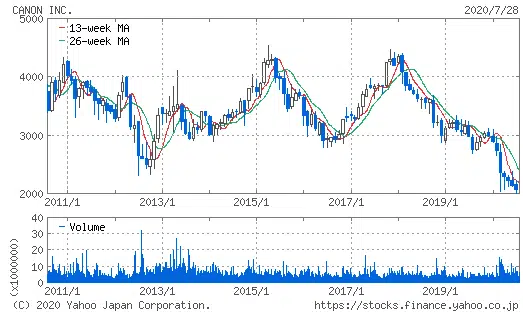 CANON INC. 2020/7/28
5000
13-week MA
26-week MA
4000
3000
2000
2011/1 2013/1 2015/1 2017/1 2019/1
40
Volume
30
20
10
0
(x1000000)
2011/1 2013/1 2015/1 2017/1 2019/1
(C) 2020 Yahoo Japan Corporation. https://stocks.finance.yahoo.co.jp/